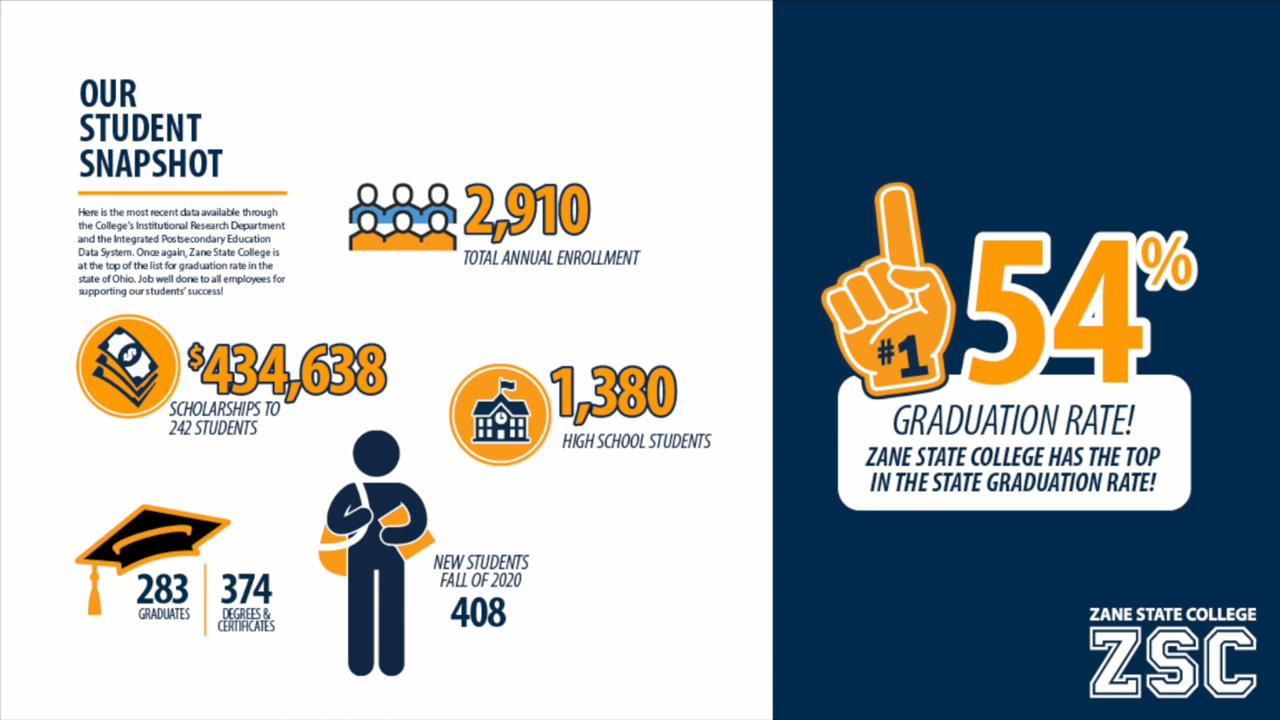 OUR
STUDENT
SNAPSHOT
Here is the most recent data available through
the College's Institutional Research Department
and the Integrated Postsecondary Education
Data System. Once again, Zane State College is
at the top of the list for graduation rate in the
state of Ohio. Job well done to all employees for
supporting our students' success!
2,910
TOTAL ANNUAL ENROLLMENT
$434,638
SCHOLARSHIPS TO
242 STUDENTS
1,380
HIGH SCHOOL STUDENTS
283
GRADUATES
374
DEGREES &
CERTIFICATES
NEW STUDENTS
FALL OF 2020
408
#1
54%
GRADUATION RATE!
ZANE STATE COLLEGE HAS THE TOP
IN THE STATE GRADUATION RATE!
ZANE STATE COLLEGE
ZSC